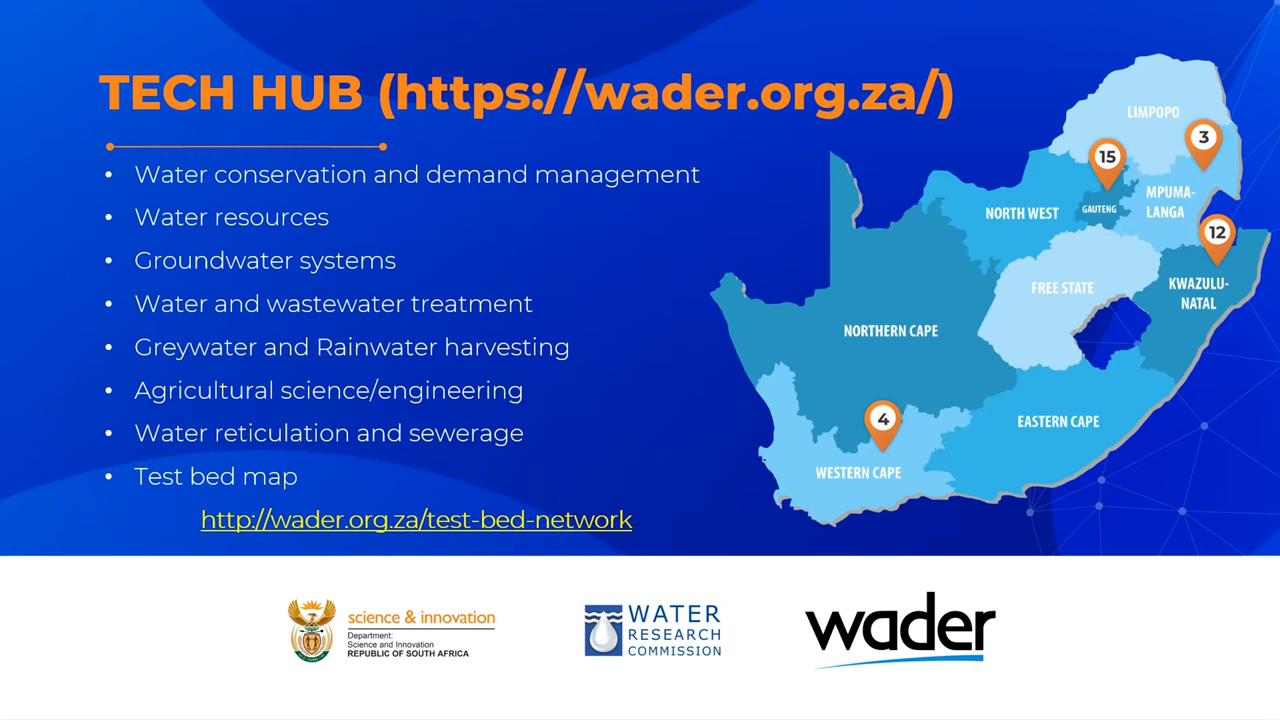 TECH HUB (https://wader.org.za/)
• Water conservation and demand management
• Water resources
• Groundwater systems
• Water and wastewater treatment
• Greywater and Rainwater harvesting
• Agricultural science/engineering
• Water reticulation and sewerage
• Test bed map
http://wader.org.za/test-bed-network
LIMPOPO
3
15
MPUMA-
LANGA
GAUTENG
NORTH WEST
12
FREE STATE
KWAZULU-
NATAL
NORTHERN CAPE
4
EASTERN CAPE
WESTERN CAPE
science & innovation
Department:
Science and Innovation
REPUBLIC OF SOUTH AFRICA
WATER
RESEARCH
COMMISSION
wader